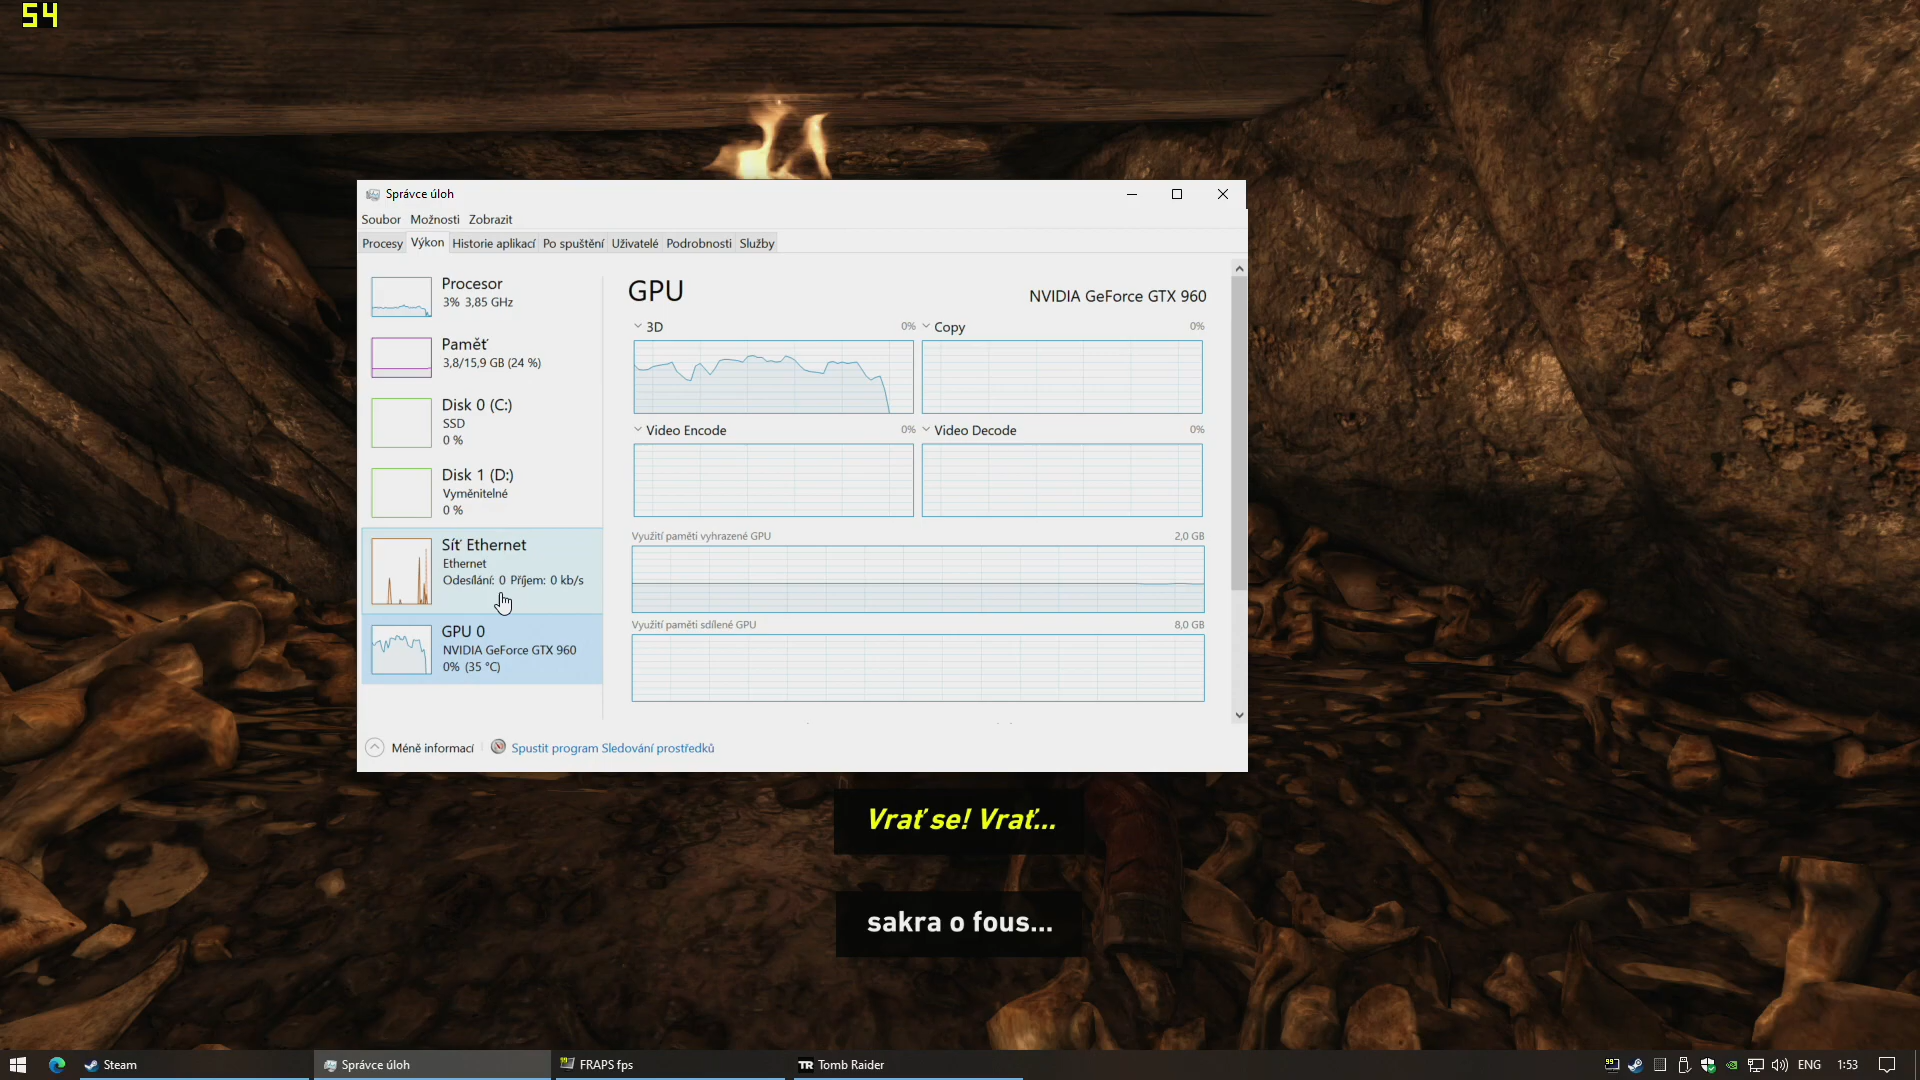 54
Správce úloh
Soubor Možnosti Zobrazit
Procesy Výkon Historie aplikací Po spuštění Uživatelé Podrobnosti Služby
Procesor
3% 3,85 GHz
Paměť
3,8/15,9 GB (24 %)
Disk 0 (C:)
SSD
0 %
Disk 1 (D:)
Vyměnitelné
0 %
Síť Ethernet
Ethernet
Odesílání: 0 Příjem: 0 kb/s
GPU 0
NVIDIA GeForce GTX 960
0% (35 °C)
GPU
NVIDIA GeForce GTX 960
3D 0%
Copy 0%
Video Encode 0%
Video Decode 0%
Využití paměti vyhrazené GPU 2,0 GB
Využití paměti sdílené GPU 8,0 GB
Méně informací
Spustit program Sledování prostředků
Vrať se! Vrať...
sakra o fous...
Steam
Správce úloh
FRAPS fps
TR Tomb Raider
99
ENG
1:53